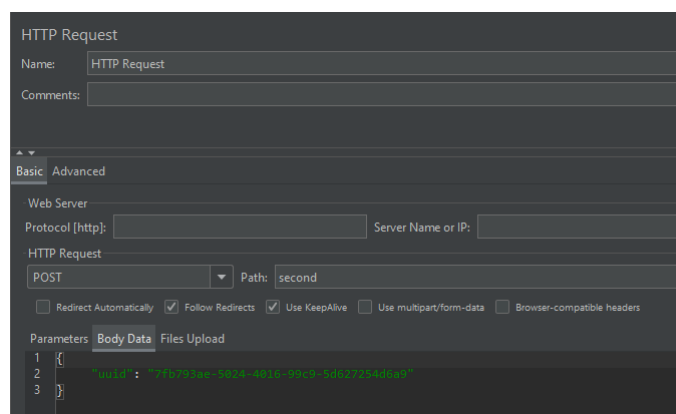 HTTP Request
Name: HTTP Request
Comments:
Basic Advanced
Web Server
Protocol [http]: Server Name or IP:
HTTP Request
POST Path: second
Redirect Automatically Follow Redirects Use KeepAlive Use multipart/form-data Browser-compatible headers
Parameters Body Data Files Upload
1 {
2 "uuid": "7fb793ae-5024-4016-99c9-5d627254d6a9"
3 }